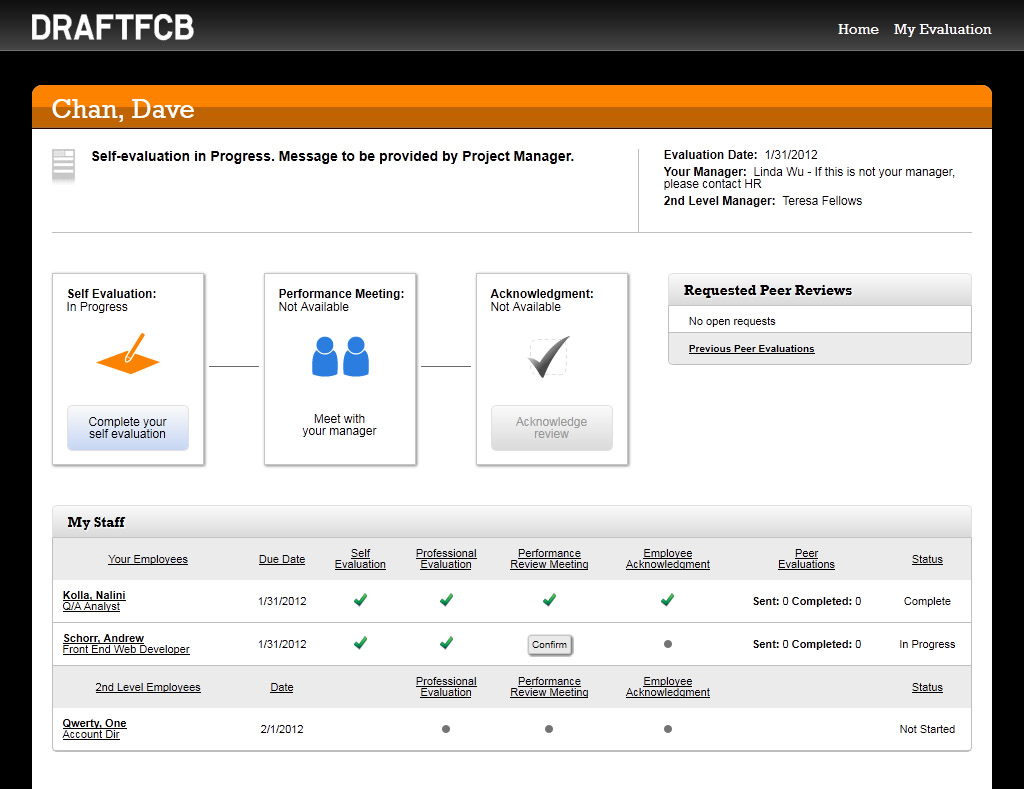 DRAFTFCB
Home My Evaluation
Chan, Dave
Self-evaluation in Progress. Message to be provided by Project Manager.
Evaluation Date: 1/31/2012
Your Manager: Linda Wu - If this is not your manager,
please contact HR
2nd Level Manager: Teresa Fellows
Self Evaluation:
In Progress
Complete your
self evaluation
Performance Meeting:
Not Available
Meet with
your manager
Acknowledgment:
Not Available
Acknowledge
review
Requested Peer Reviews
No open requests
Previous Peer Evaluations
My Staff
Your Employees Due Date Self Evaluation Professional Evaluation Performance Review Meeting Employee Acknowledgment Peer Evaluations Status
Kolla, Nalini
Q/A Analyst
1/31/2012 Sent: 0 Completed: 0 Complete
Schorr, Andrew
Front End Web Developer
1/31/2012 Confirm Sent: 0 Completed: 0 In Progress
2nd Level Employees Date Professional Evaluation Performance Review Meeting Employee Acknowledgment Status
Qwerty, One
Account Dir
2/1/2012 Not Started